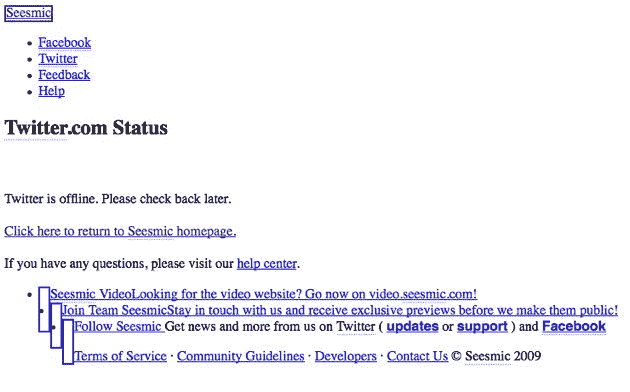 Seesmic
Facebook
Twitter
Feedback
Help
Twitter.com Status
Twitter is offline. Please check back later.
Click here to return to Seesmic homepage.
If you have any questions, please visit our help center.
Seesmic VideoLooking for the video website? Go now on video.seesmic.com!
Join Team SeesmicStay in touch with us and receive exclusive previews before we make them public!
Follow Seesmic Get news and more from us on Twitter ( updates or support ) and Facebook
Terms of Service · Community Guidelines · Developers · Contact Us © Seesmic 2009